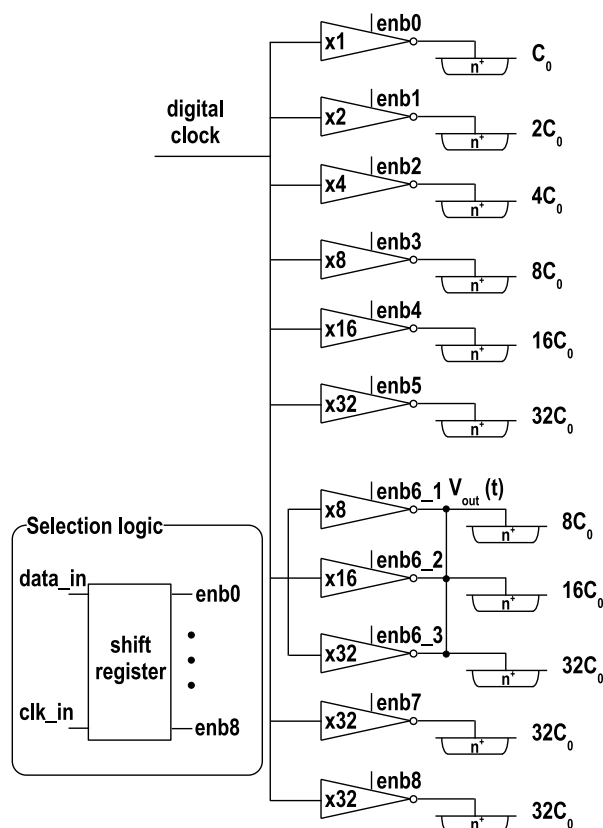 enb0
x1
n+
C0
digital
clock
enb1
x2
n+
2C0
enb2
x4
n+
4C0
enb3
x8
n+
8C0
enb4
x16
n+
16C0
enb5
x32
n+
32C0
enb6_1
Vout (t)
x8
n+
8C0
enb6_2
x16
n+
16C0
enb6_3
x32
n+
32C0
enb7
x32
n+
32C0
enb8
x32
n+
32C0
Selection logic
data_in
enb0
shift
register
clk_in
enb8